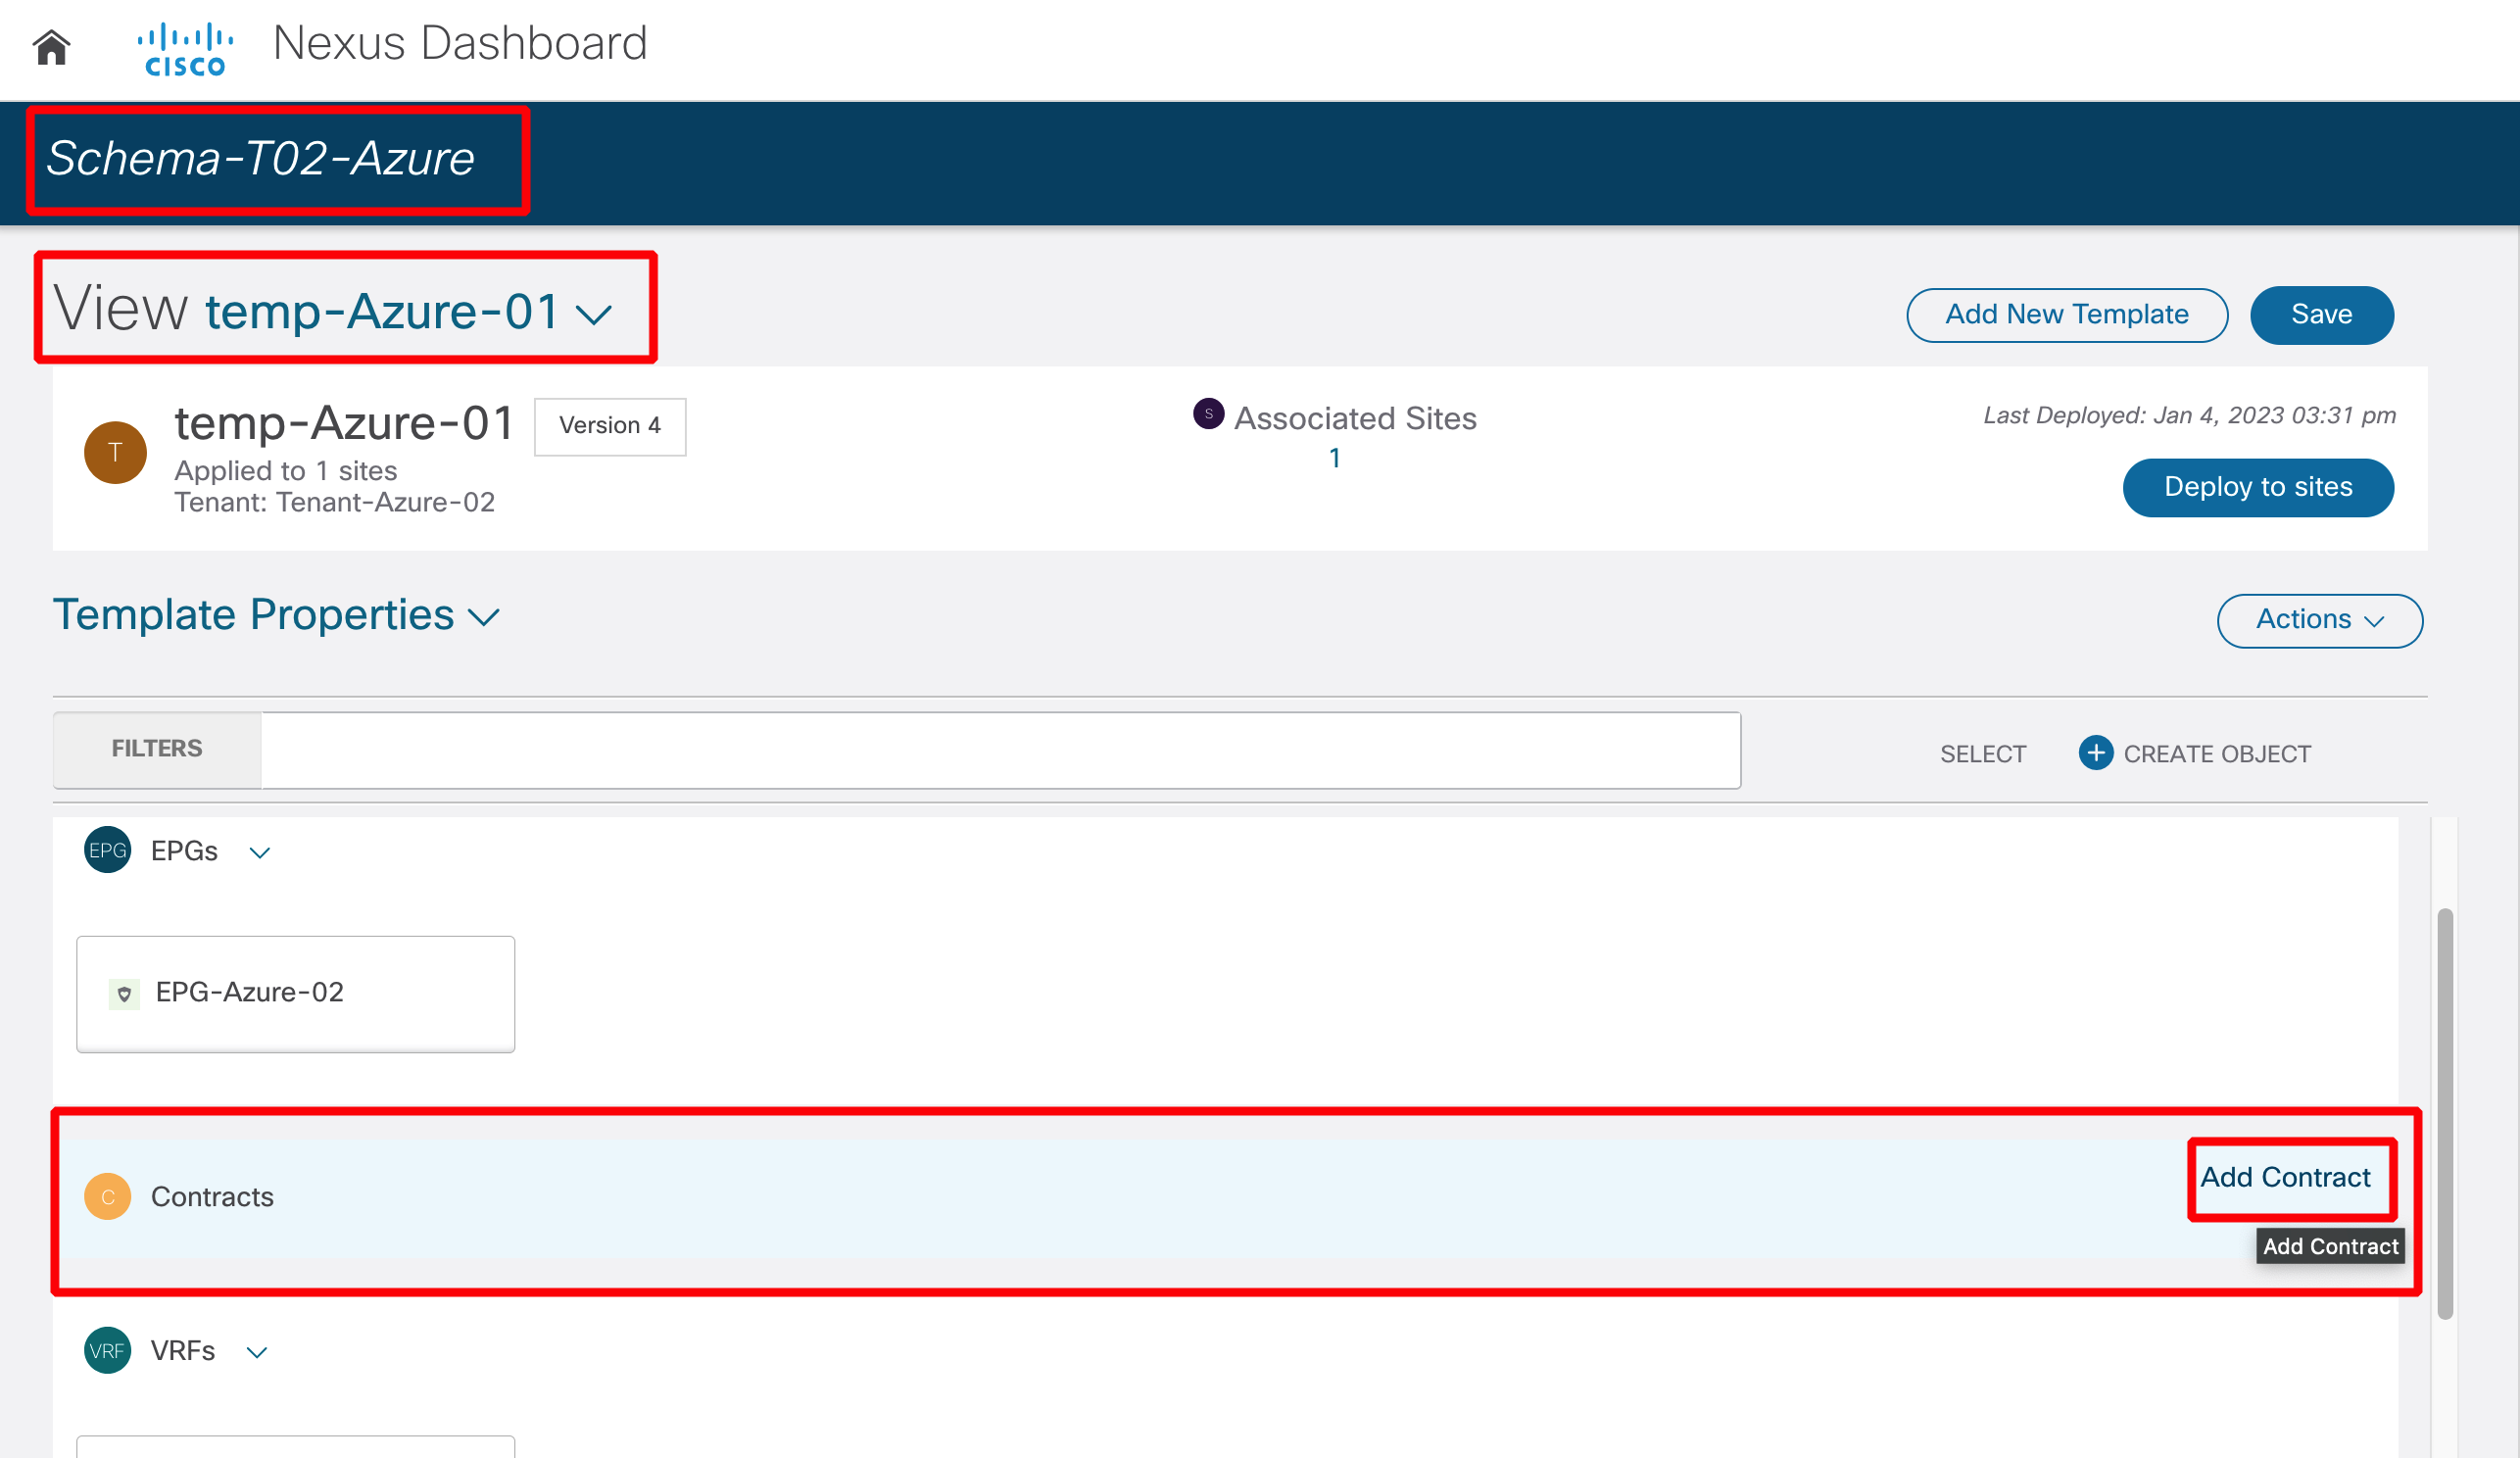 CISCO
Nexus Dashboard
Schema-T02-Azure
View temp-Azure-01
Add New Template
Save
T
temp-Azure-01
Version 4
Applied to 1 sites
Tenant: Tenant-Azure-02
S
Associated Sites
1
Last Deployed: Jan 4, 2023 03:31 pm
Deploy to sites
Template Properties
Actions
FILTERS
SELECT
CREATE OBJECT
EPG
EPGs
EPG-Azure-02
C
Contracts
Add Contract
Add Contract
VRF
VRFs